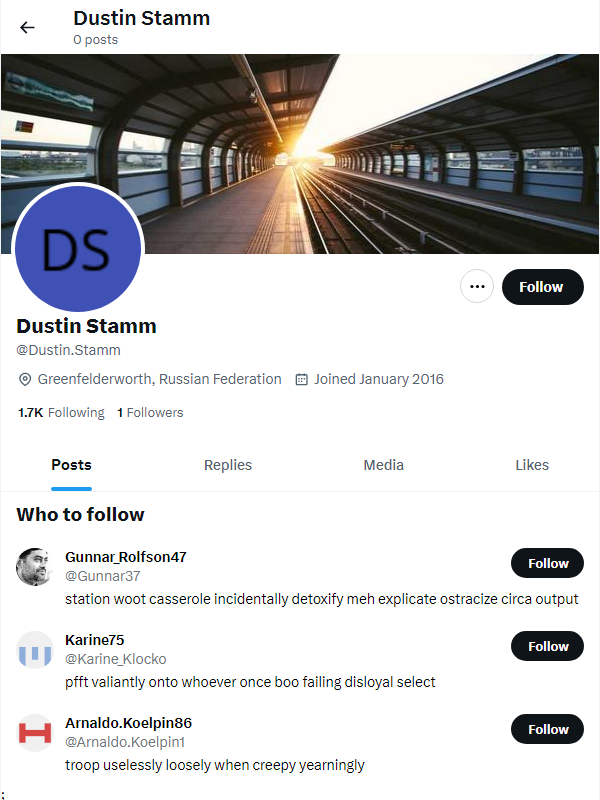 Dustin Stamm
0 posts
DS
Follow
Dustin Stamm
@Dustin.Stamm
Greenfelderworth, Russian Federation Joined January 2016
1.7K Following 1 Followers
Posts Replies Media Likes
Who to follow
Gunnar_Rolfson47
@Gunnar37
Follow
station woot casserole incidentally detoxify meh explicate ostracize circa output
Karine75
@Karine_Klocko
Follow
pfft valiantly onto whoever once boo failing disloyal select
Arnaldo.Koelpin86
@Arnaldo.Koelpin1
Follow
troop uselessly loosely when creepy yearningly
;